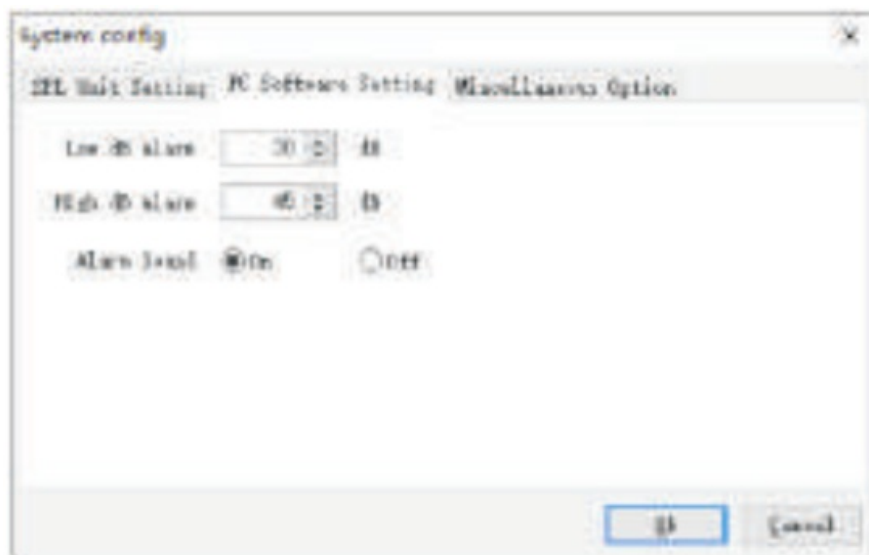 System config
SPL Unit Setting PC Software Setting Miscellaneous Option
Low dB alarm dB
High dB alarm dB
Alarm Sound On Off
Ok Cancel